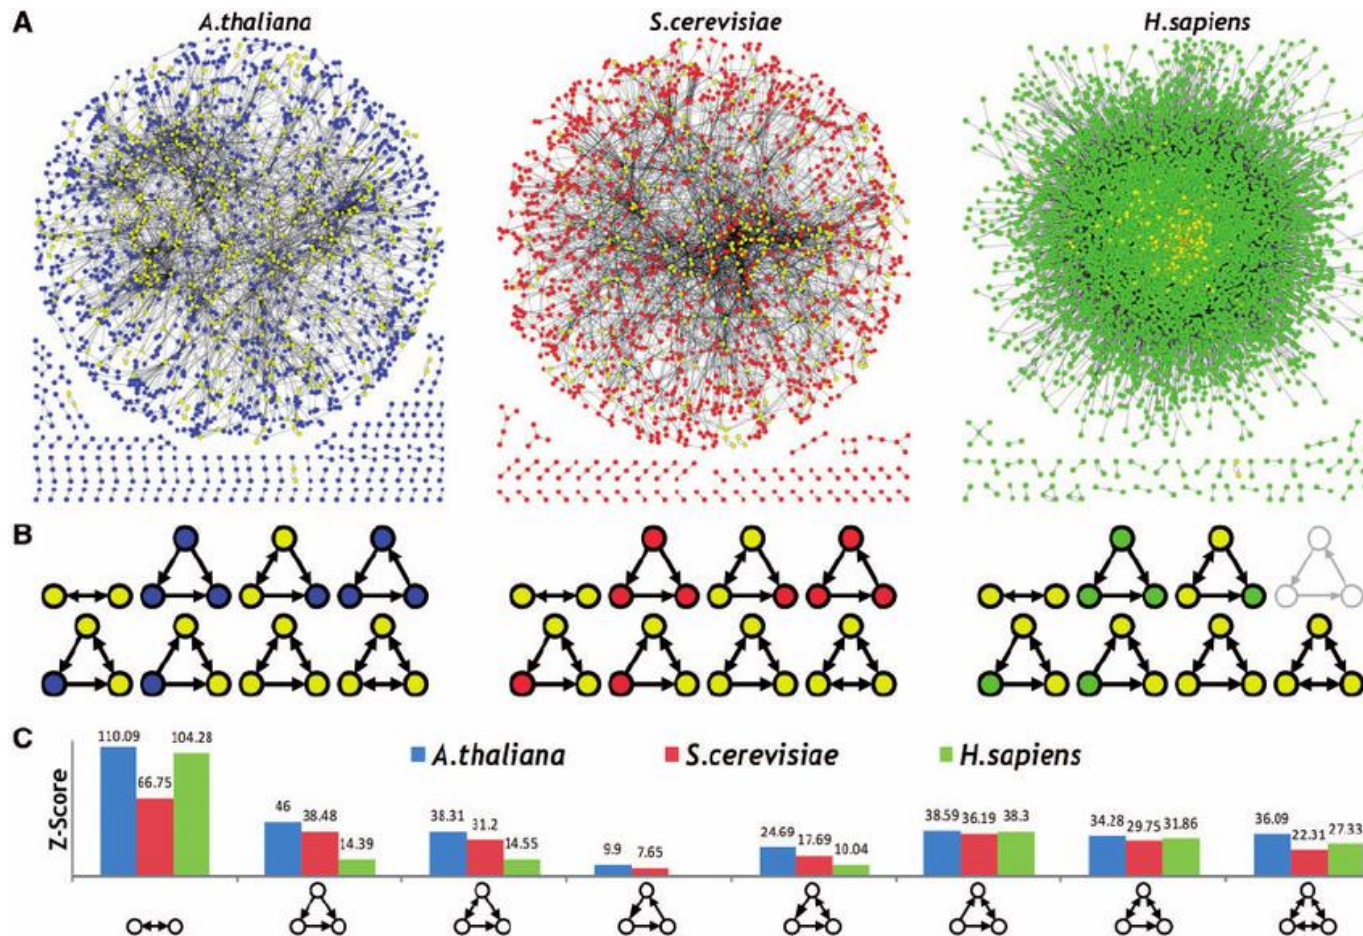 A
A.thaliana S.cerevisiae H.sapiens
B
C
110.09 66.75 104.28
A.thaliana S.cerevisiae H.sapiens
Z-Score
46 38.48 14.39
38.31 31.2 14.55
9.9 7.65
24.69 17.69 10.04
38.59 36.19 38.3
34.28 29.75 31.86
36.09 22.31 27.33